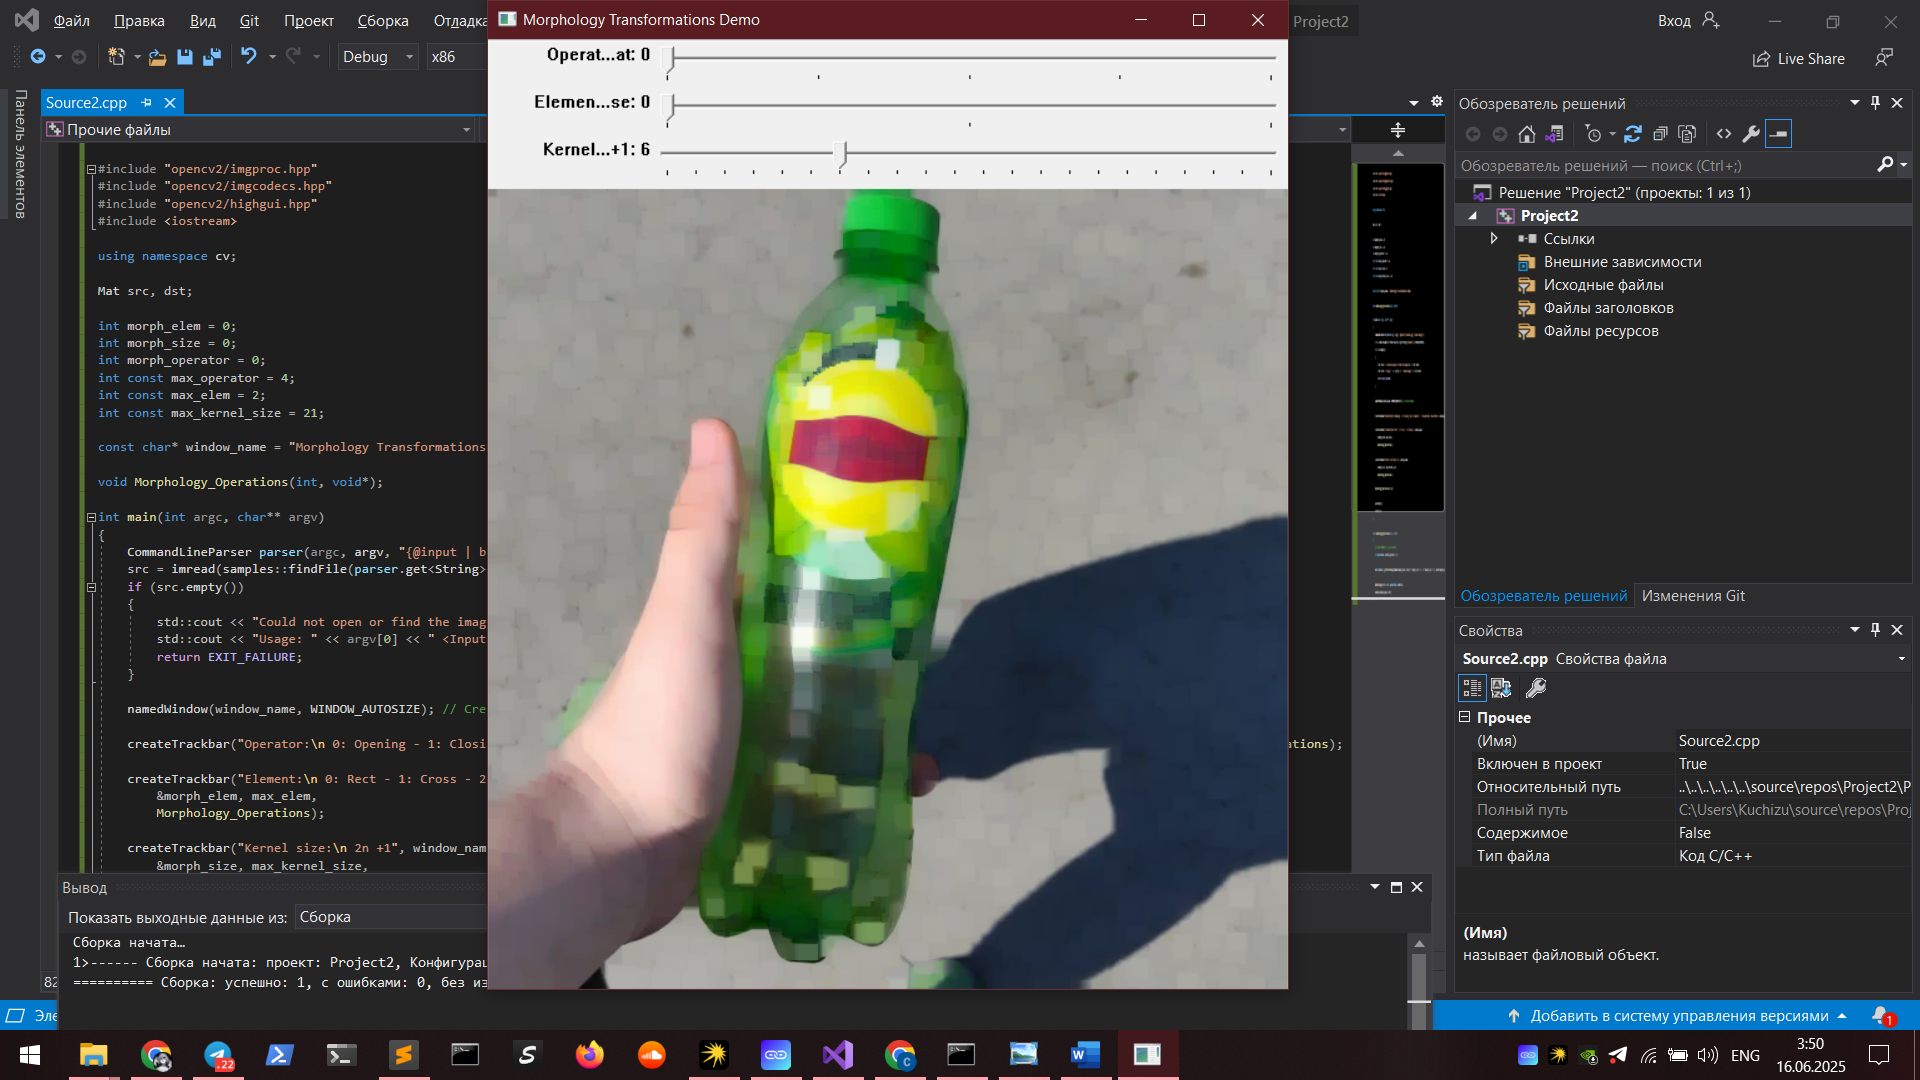 Файл Правка Вид Git Проект Сборка Project2 Вход
Debug x86 Live Share
Morphology Transformations Demo
Operat...at: 0
Elemen...se: 0
Kernel...+1: 6
Панель элементов
Source2.cpp
Прочие файлы
#include "opencv2/imgproc.hpp"
#include "opencv2/imgcodecs.hpp"
#include "opencv2/highgui.hpp"
#include <iostream>
using namespace cv;
Mat src, dst;
int morph_elem = 0;
int morph_size = 0;
int morph_operator = 0;
int const max_operator = 4;
int const max_elem = 2;
int const max_kernel_size = 21;
const char* window_name = "Morphology Transformations
void Morphology_Operations(int, void*);
int main(int argc, char** argv)
{
CommandLineParser parser(argc, argv, "{@input | b
src = imread(samples::findFile(parser.get<String>
if (src.empty())
{
std::cout << "Could not open or find the imag
std::cout << "Usage: " << argv[0] << " <Input
return EXIT_FAILURE;
}
namedWindow(window_name, WINDOW_AUTOSIZE); // Cre
createTrackbar("Operator:\n 0: Opening - 1: Closi
ations);
createTrackbar("Element:\n 0: Rect - 1: Cross - 2
&morph_elem, max_elem,
Morphology_Operations);
createTrackbar("Kernel size:\n 2n +1", window_nam
&morph_size, max_kernel_size,
Вывод
Показать выходные данные из: Сборка
Сборка начата…
1>------ Сборка начата: проект: Project2, Конфигурац
========== Сборка: успешно: 1, с ошибками: 0, без из
82
Обозреватель решений
Обозреватель решений — поиск (Ctrl+;)
Решение "Project2" (проекты: 1 из 1)
Project2
Ссылки
Внешние зависимости
Исходные файлы
Файлы заголовков
Файлы ресурсов
Обозреватель решений Изменения Git
Свойства
Source2.cpp Свойства файла
Прочее
(Имя) Source2.cpp
Включен в проект True
Относительный путь ..\..\..\..\..\source\repos\Project2\P
Полный путь C:\Users\Kuchizu\source\repos\Proj
Содержимое False
Тип файла Код C/C++
(Имя)
называет файловый объект.
Добавить в систему управления версиями 1
22 ENG 3:50
16.06.2025